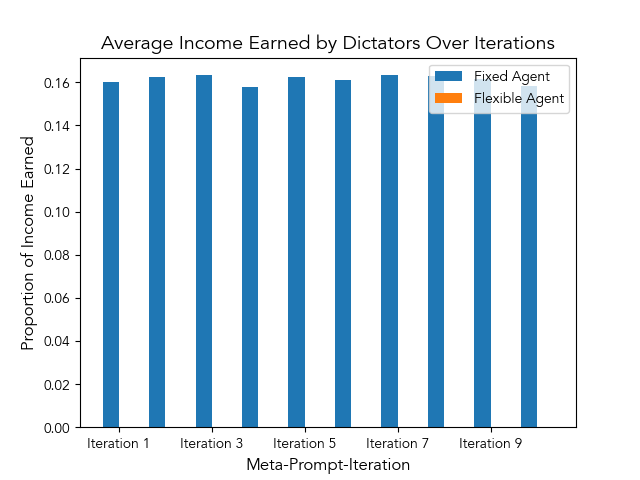 Average Income Earned by Dictators Over Iterations
Fixed Agent
Flexible Agent
Proportion of Income Earned
0.16
0.14
0.12
0.10
0.08
0.06
0.04
0.02
0.00
Iteration 1 Iteration 3 Iteration 5 Iteration 7 Iteration 9
Meta-Prompt-Iteration